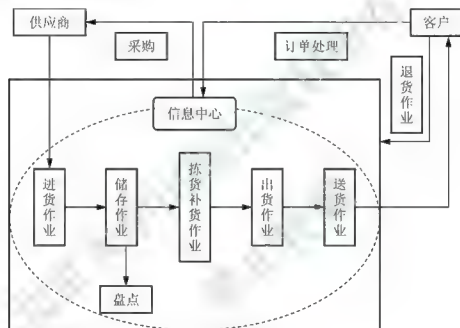 供应商
采购
订单处理
客户
退货作业
信息中心
进货作业
储存作业
拣货补货作业
出货作业
送货作业
盘点